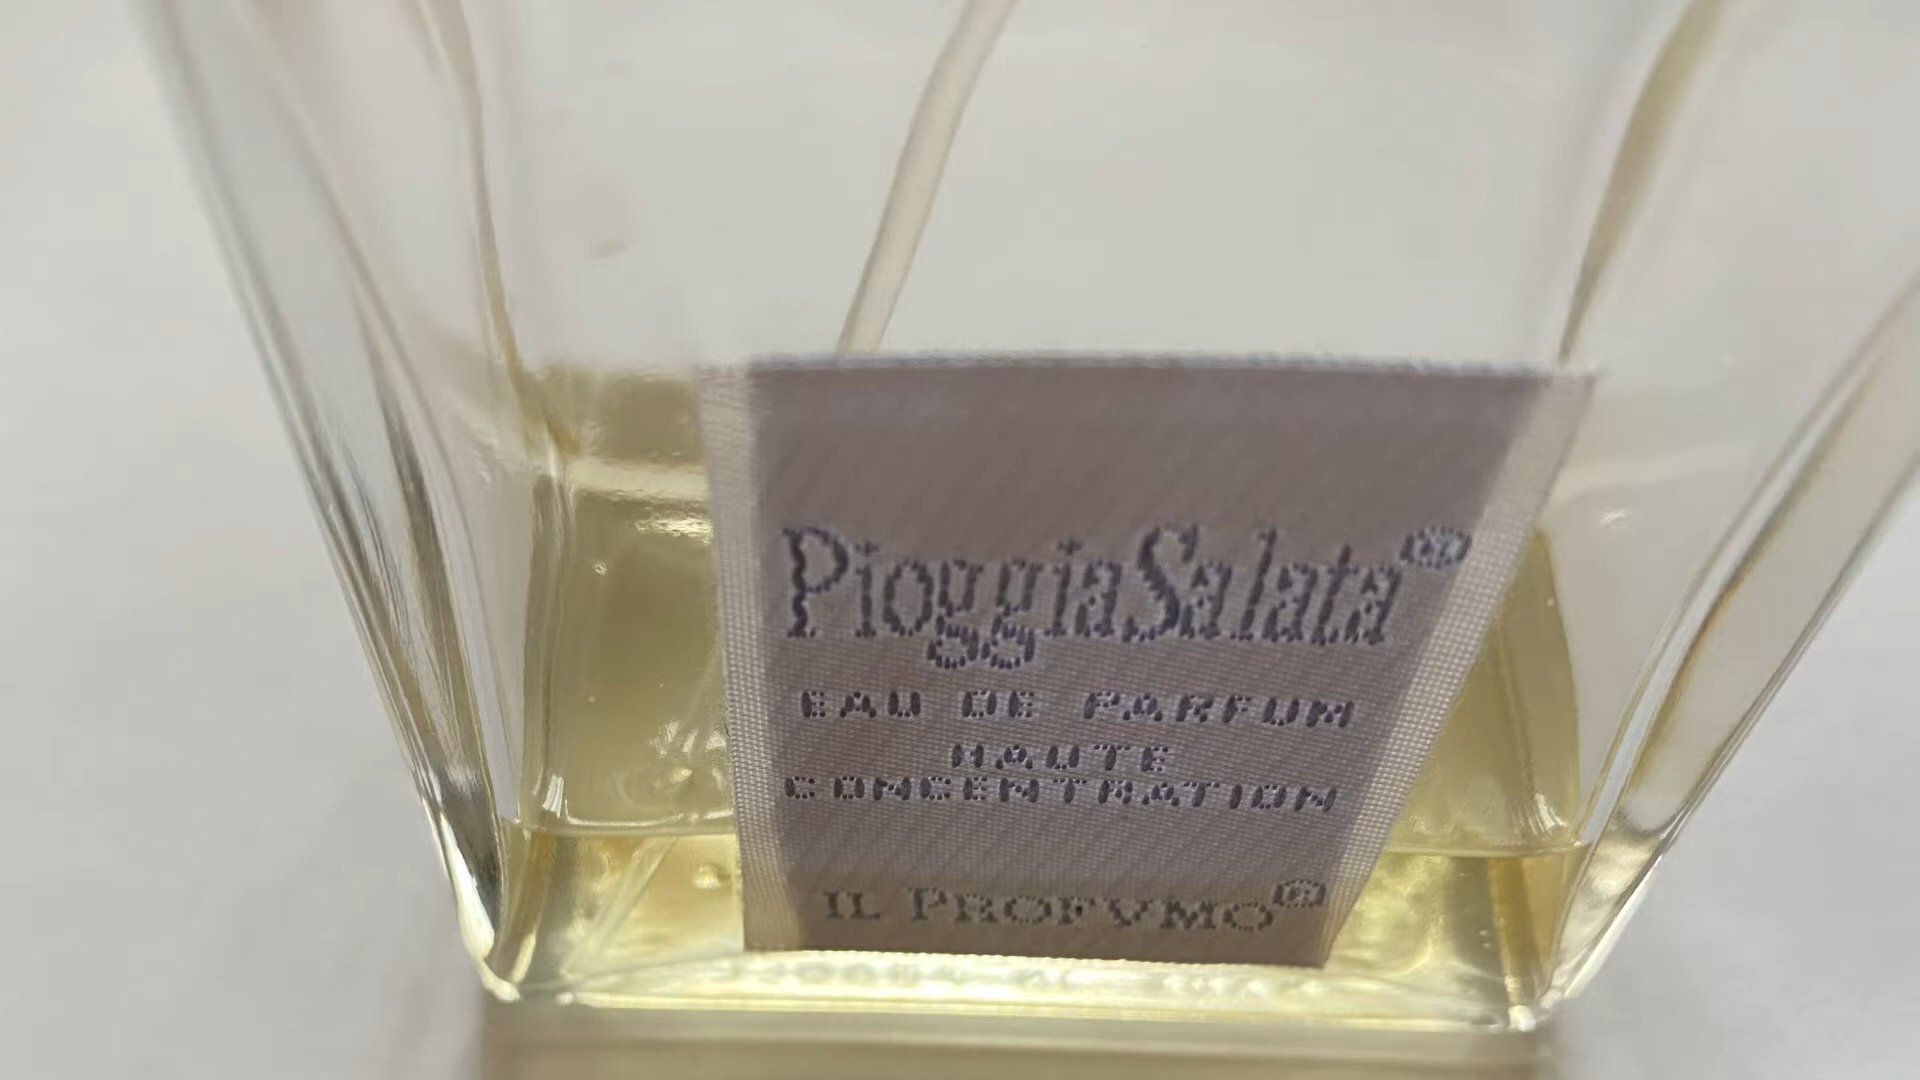 PioggiaSalata®
EAU DE PARFUM
HAUTE
CONCENTRATION
IL PROFVMO®